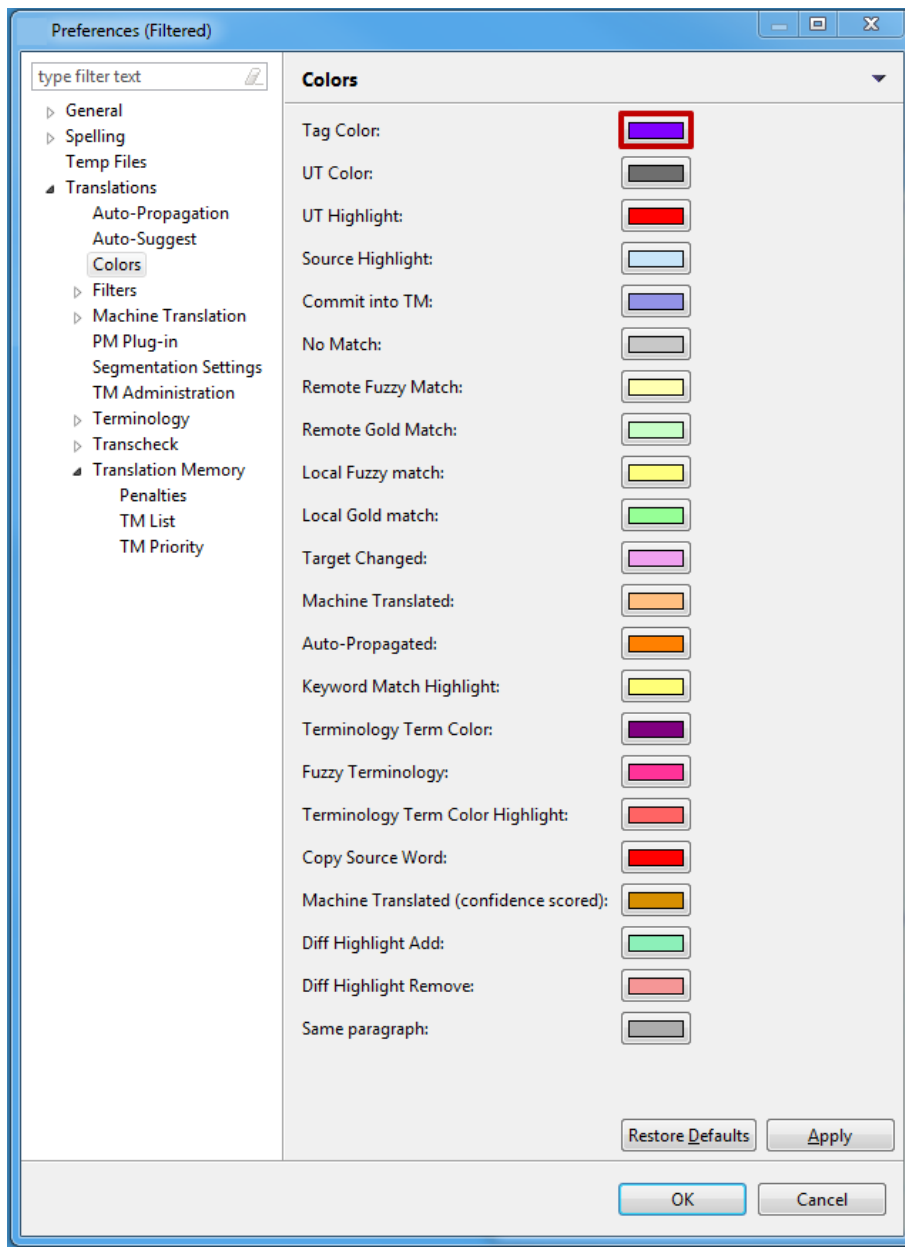 Preferences (Filtered)
type filter text
General
Spelling
Temp Files
Translations
Auto-Propagation
Auto-Suggest
Colors
Filters
Machine Translation
PM Plug-in
Segmentation Settings
TM Administration
Terminology
Transcheck
Translation Memory
Penalties
TM List
TM Priority
Colors
Tag Color:
UT Color:
UT Highlight:
Source Highlight:
Commit into TM:
No Match:
Remote Fuzzy Match:
Remote Gold Match:
Local Fuzzy match:
Local Gold match:
Target Changed:
Machine Translated:
Auto-Propagated:
Keyword Match Highlight:
Terminology Term Color:
Fuzzy Terminology:
Terminology Term Color Highlight:
Copy Source Word:
Machine Translated (confidence scored):
Diff Highlight Add:
Diff Highlight Remove:
Same paragraph:
Restore Defaults Apply
OK Cancel